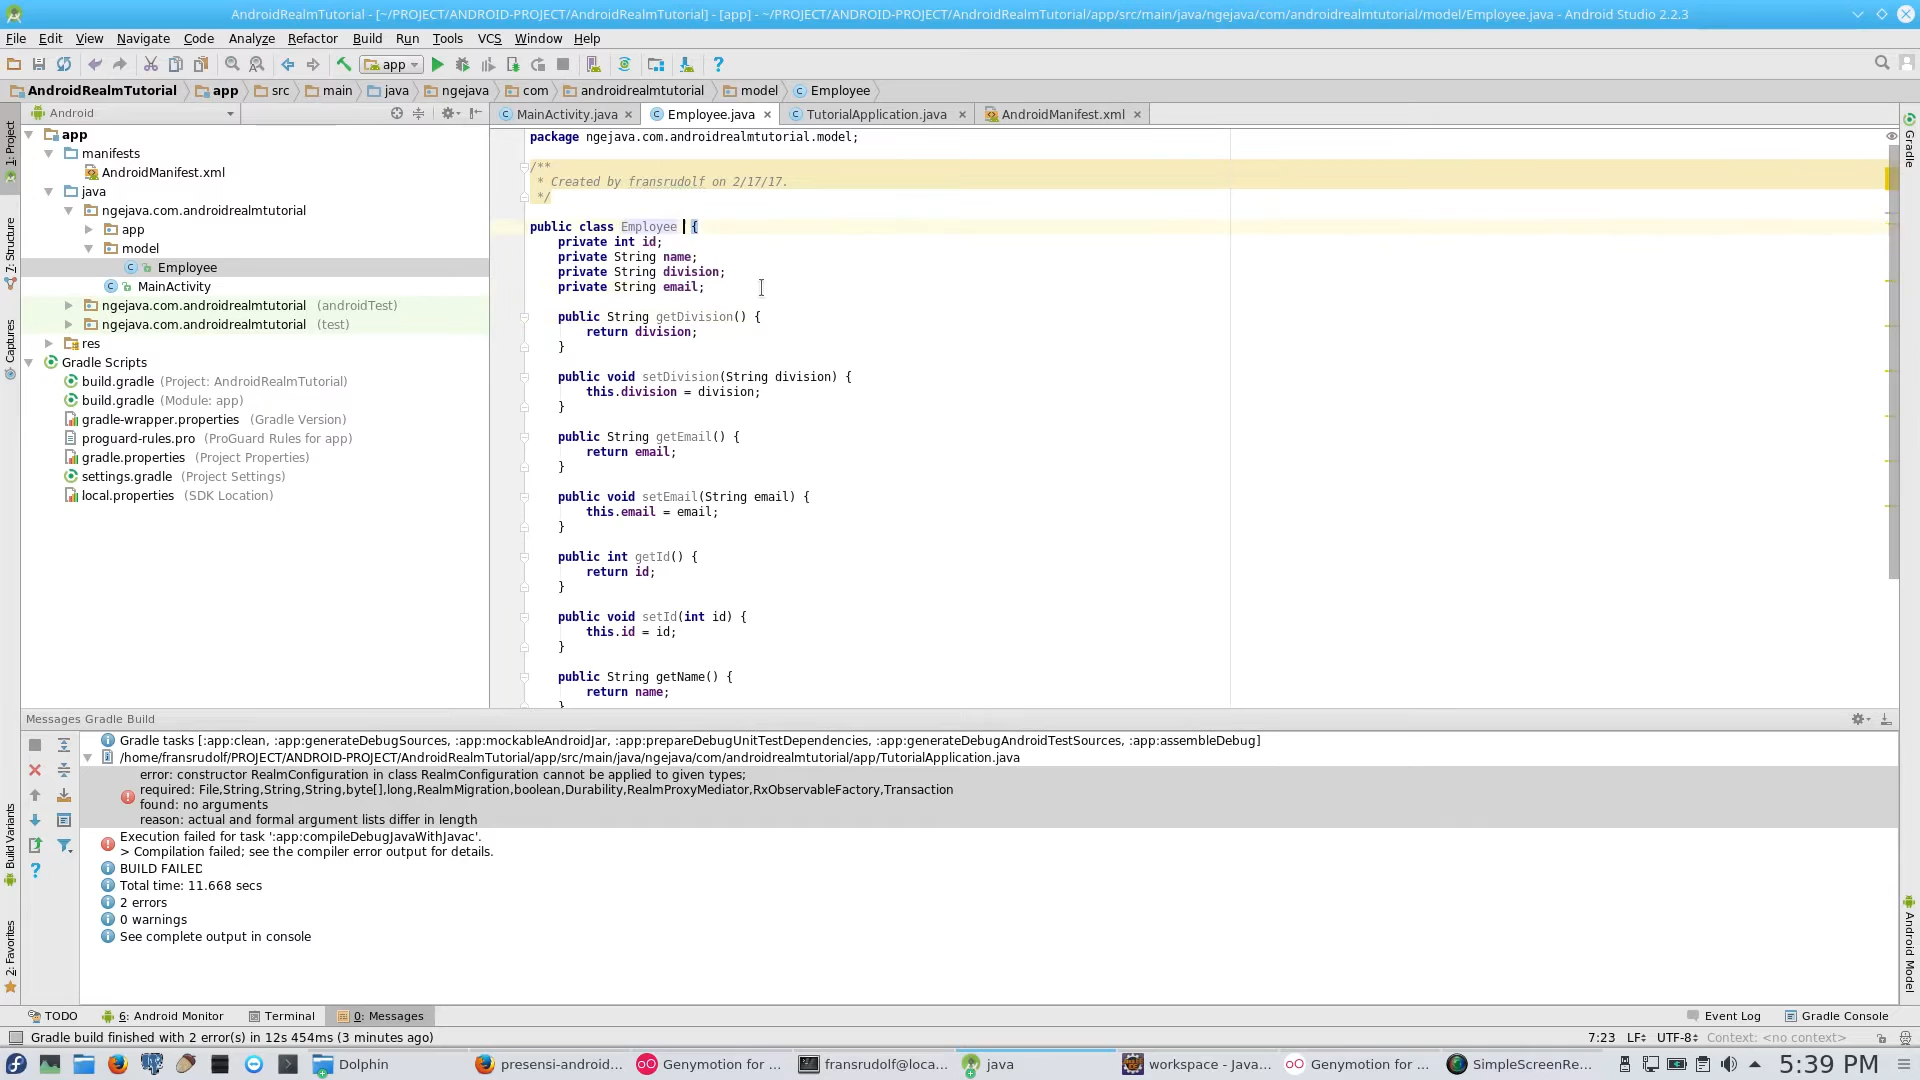 AndroidRealmTutorial - [~/PROJECT/ANDROID-PROJECT/AndroidRealmTutorial] - [app] - ~/PROJECT/ANDROID-PROJECT/AndroidRealmTutorial/app/src/main/java/ngejava/com/androidrealmtutorial/model/Employee.java - Android Studio 2.2.3
File Edit View Navigate Code Analyze Refactor Build Run Tools VCS Window Help
app
AndroidRealmTutorial app src main java ngejava com androidrealmtutorial model Employee
Android
MainActivity.java Employee.java TutorialApplication.java AndroidManifest.xml
1: Project
7: Structure
Captures
Build Variants
2: Favorites
app
manifests
AndroidManifest.xml
java
ngejava.com.androidrealmtutorial
app
model
Employee
MainActivity
ngejava.com.androidrealmtutorial (androidTest)
ngejava.com.androidrealmtutorial (test)
res
Gradle Scripts
build.gradle (Project: AndroidRealmTutorial)
build.gradle (Module: app)
gradle-wrapper.properties (Gradle Version)
proguard-rules.pro (ProGuard Rules for app)
gradle.properties (Project Properties)
settings.gradle (Project Settings)
local.properties (SDK Location)
package ngejava.com.androidrealmtutorial.model;
/**
* Created by fransrudolf on 2/17/17.
*/
public class Employee {
private int id;
private String name;
private String division;
private String email;
public String getDivision() {
return division;
}
public void setDivision(String division) {
this.division = division;
}
public String getEmail() {
return email;
}
public void setEmail(String email) {
this.email = email;
}
public int getId() {
return id;
}
public void setId(int id) {
this.id = id;
}
public String getName() {
return name;
}
Gradle
Android Model
Messages Gradle Build
Gradle tasks [:app:clean, :app:generateDebugSources, :app:mockableAndroidJar, :app:prepareDebugUnitTestDependencies, :app:generateDebugAndroidTestSources, :app:assembleDebug]
/home/fransrudolf/PROJECT/ANDROID-PROJECT/AndroidRealmTutorial/app/src/main/java/ngejava/com/androidrealmtutorial/app/TutorialApplication.java
error: constructor RealmConfiguration in class RealmConfiguration cannot be applied to given types;
required: File,String,String,String,byte[],long,RealmMigration,boolean,Durability,RealmProxyMediator,RxObservableFactory,Transaction
found: no arguments
reason: actual and formal argument lists differ in length
Execution failed for task ':app:compileDebugJavaWithJavac'.
> Compilation failed; see the compiler error output for details.
BUILD FAILED
Total time: 11.668 secs
2 errors
0 warnings
See complete output in console
TODO 6: Android Monitor Terminal 0: Messages Event Log Gradle Console
Gradle build finished with 2 error(s) in 12s 454ms (3 minutes ago) 7:23 LF UTF-8 Context: <no context>
Dolphin presensi-android... Genymotion for ... fransrudolf@loca... java workspace - Java... Genymotion for ... SimpleScreenRe... 5:39 PM